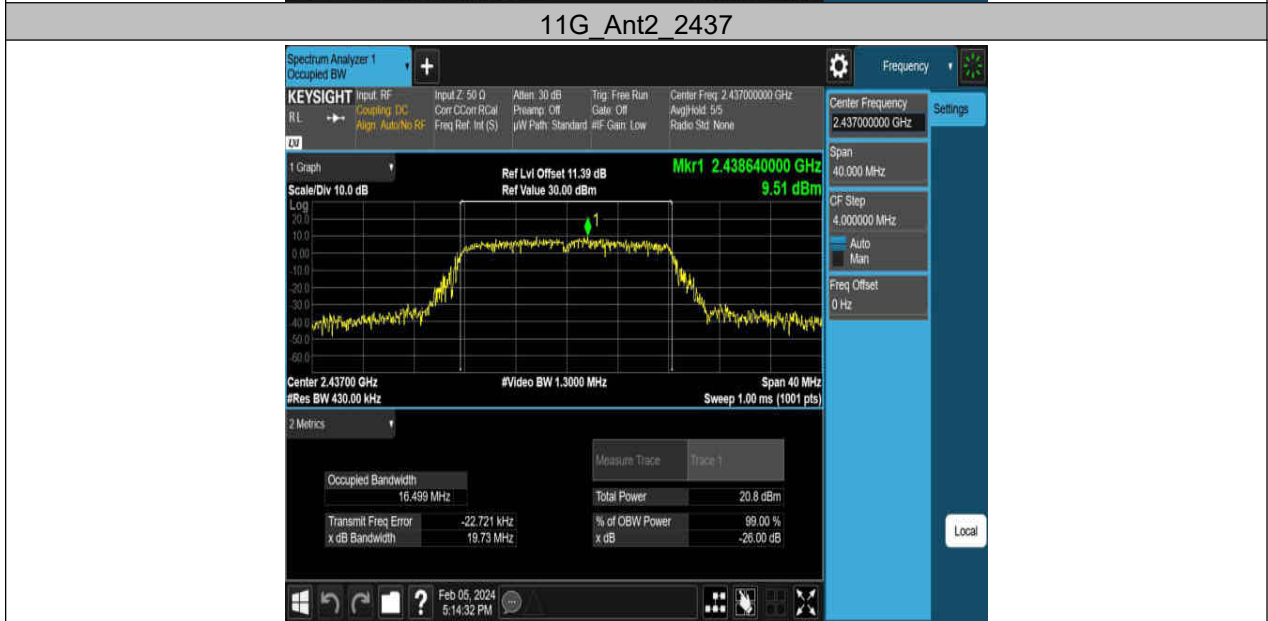 11G_Ant2_2437
Spectrum Analyzer 1
Occupied BW
+
Frequency
KEYSIGHT
RL
LXI
Input: RF
Coupling: DC
Align: Auto/No RF
Input Z: 50 Ω
Corr CCorr RCal
Freq Ref: Int (S)
Atten: 30 dB
Preamp: Off
µW Path: Standard
Trig: Free Run
Gate: Off
#IF Gain: Low
Center Freq: 2.437000000 GHz
Avg|Hold: 5/5
Radio Std: None
Center Frequency
2.437000000 GHz
Settings
Span
40.000 MHz
CF Step
4.000000 MHz
Auto
Man
Freq Offset
0 Hz
1 Graph
Scale/Div 10.0 dB
Ref Lvl Offset 11.39 dB
Ref Value 30.00 dBm
Mkr1 2.438640000 GHz
9.51 dBm
Log
20.0
10.0
0.00
-10.0
-20.0
-30.0
-40.0
-50.0
-60.0
1
Center 2.43700 GHz
#Video BW 1.3000 MHz
Span 40 MHz
#Res BW 430.00 kHz
Sweep 1.00 ms (1001 pts)
2 Metrics
Measure Trace Trace 1
Occupied Bandwidth
16.499 MHz
Total Power 20.8 dBm
Transmit Freq Error -22.721 kHz
% of OBW Power 99.00 %
x dB Bandwidth 19.73 MHz
x dB -26.00 dB
Local
?
Feb 05, 2024
5:14:32 PM